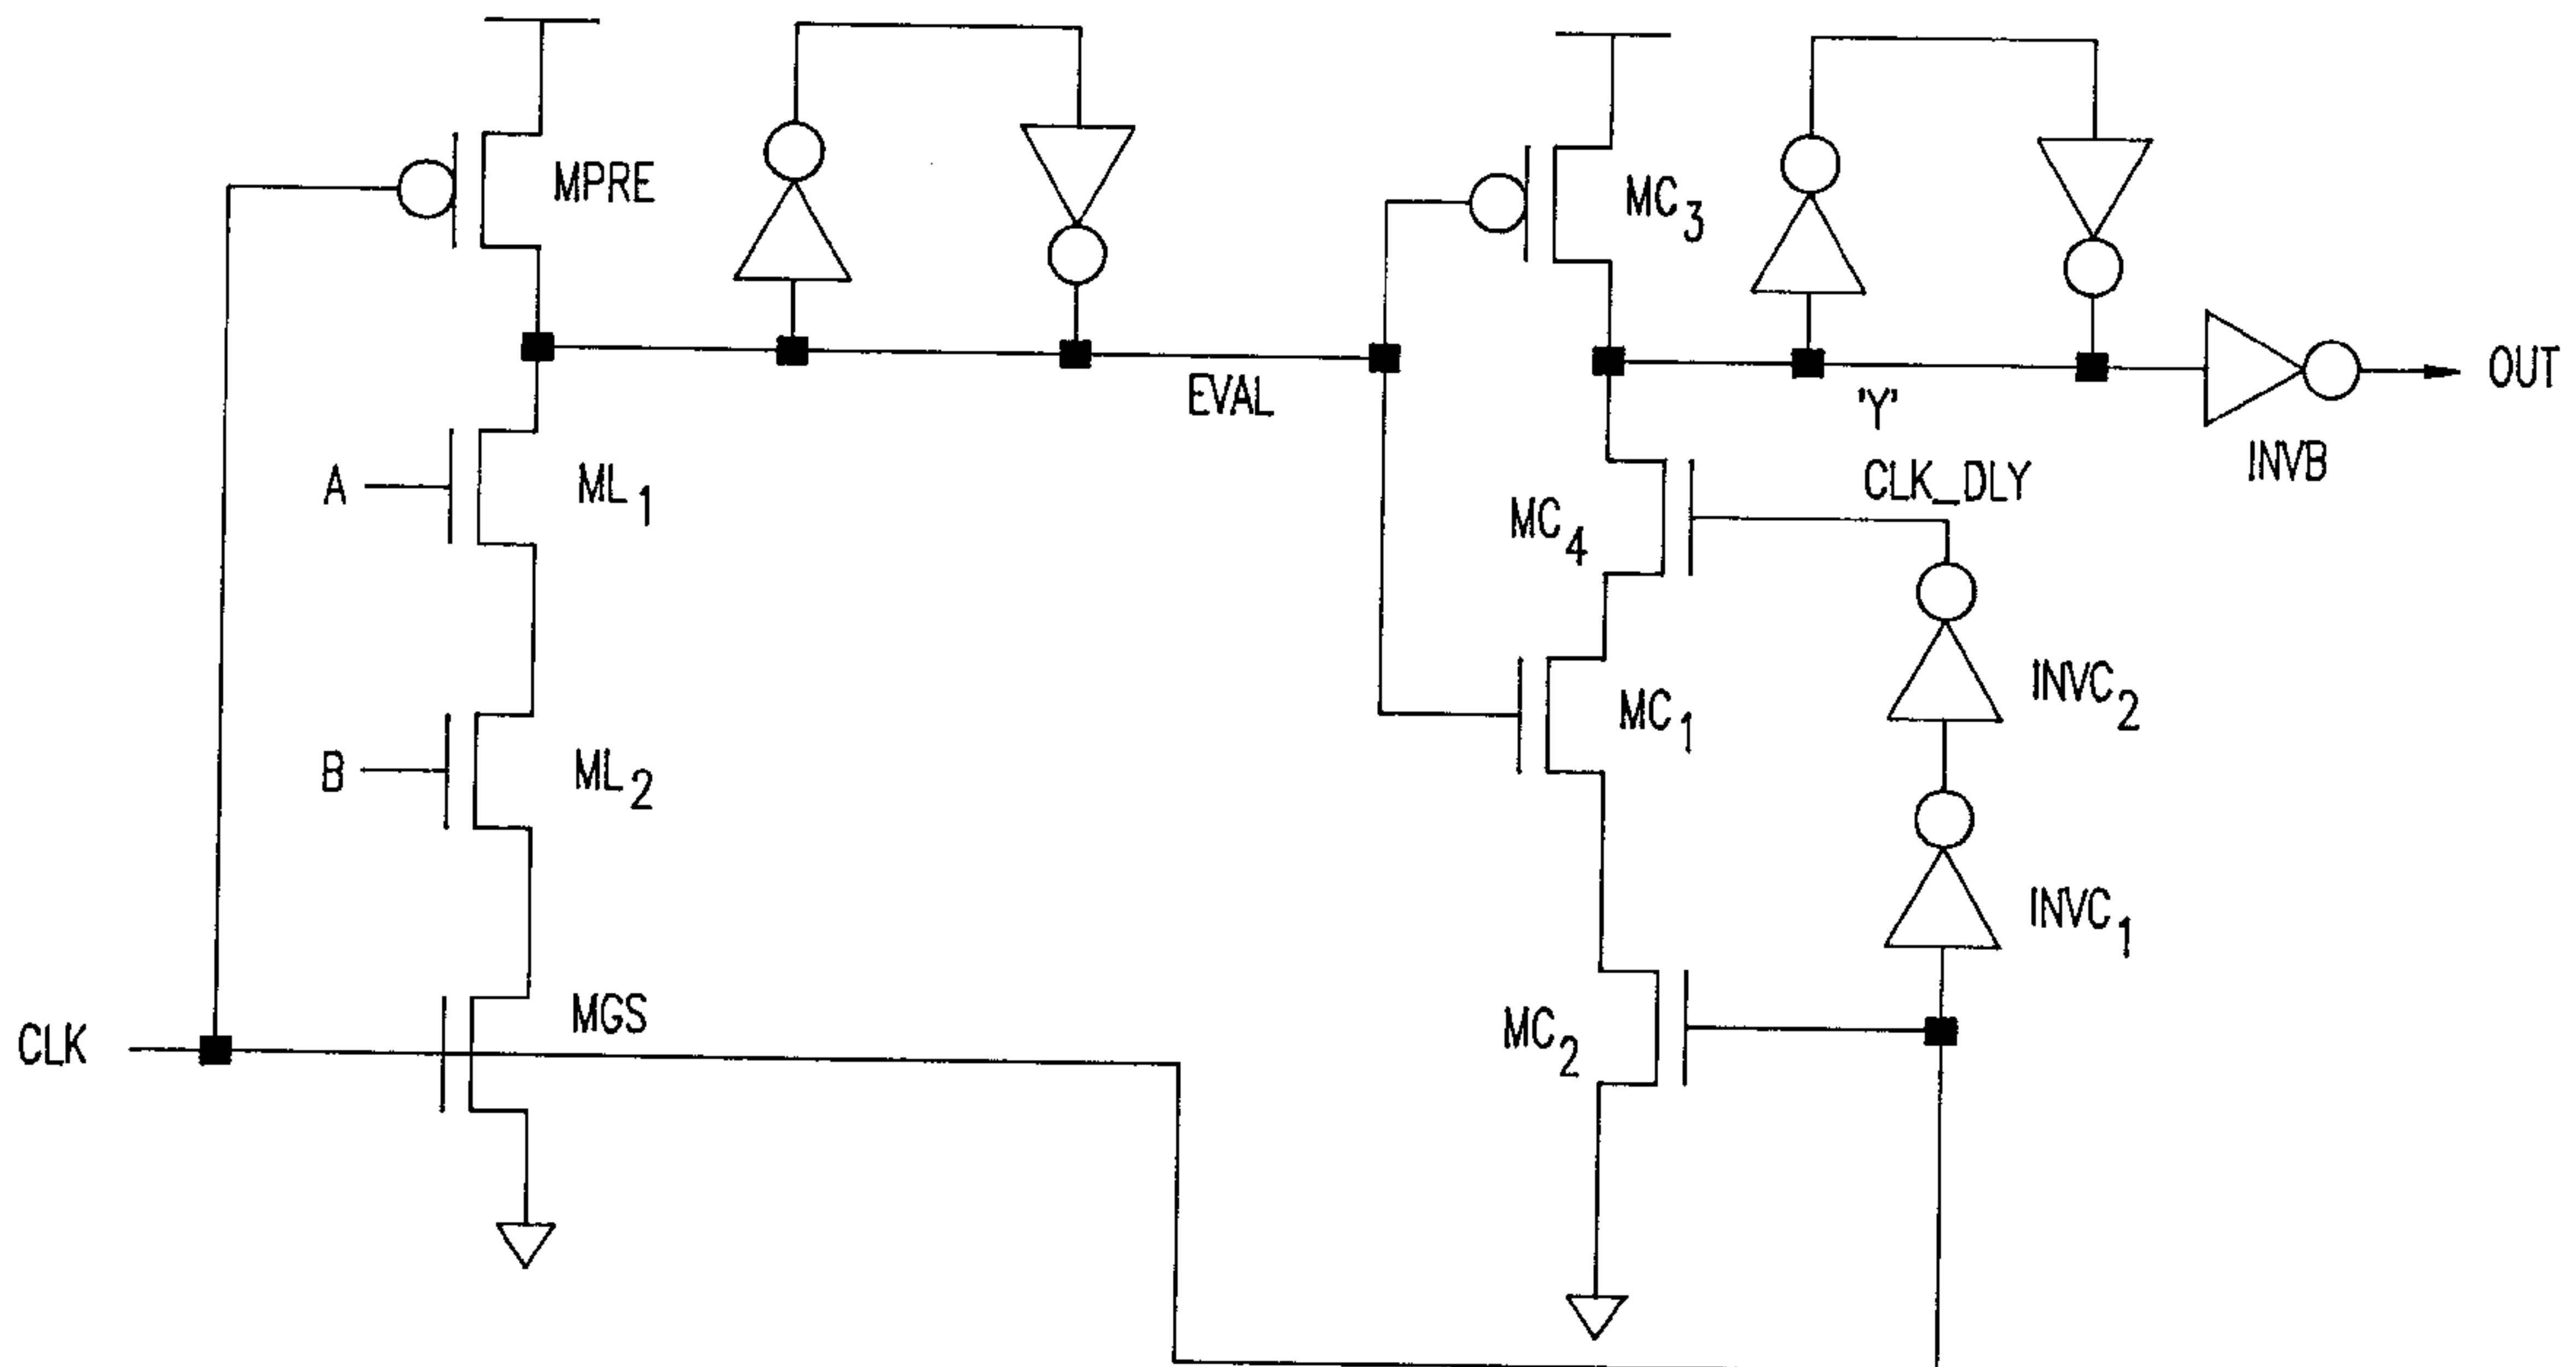 MPRE
MC3
EVAL
'Y'
OUT
INVB
A
ML1
CLK_DLY
MC4
B
ML2
MC1
INVC2
INVC1
CLK
MGS
MC2